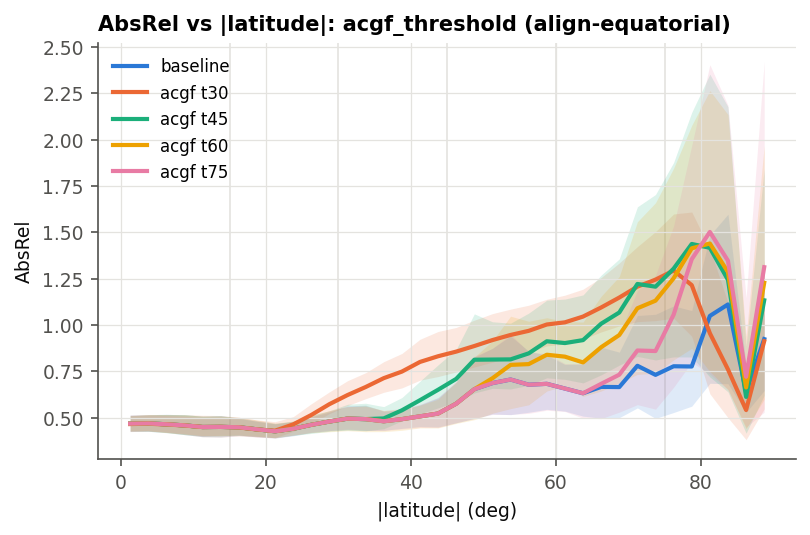 AbsRel vs |latitude|: acgf_threshold (align-equatorial)
2.50
2.25
2.00
1.75
1.50
1.25
1.00
0.75
0.50
AbsRel
baseline
acgf t30
acgf t45
acgf t60
acgf t75
0
20
40
60
80
|latitude| (deg)